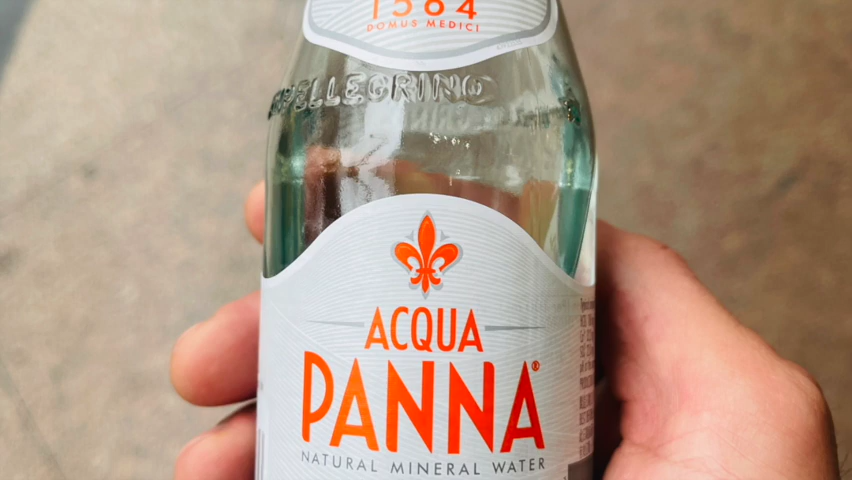 1564
DOMUS MEDICI
PELLEGRINO
ACQUA
PANNA®
NATURAL MINERAL WATER